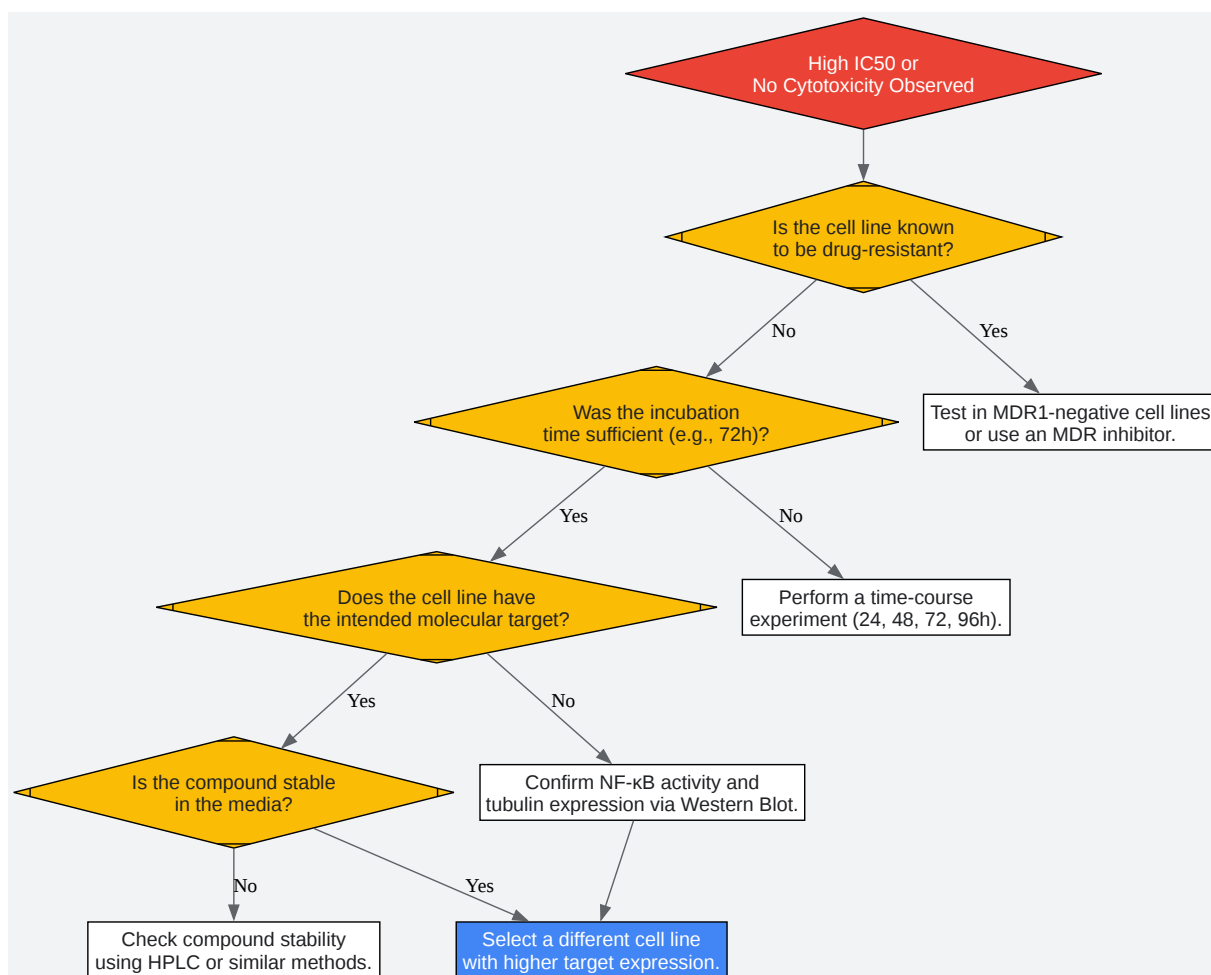 High IC50 or
No Cytotoxicity Observed
Is the cell line known
to be drug-resistant?
No
Yes
Was the incubation
time sufficient (e.g., 72h)?
Test in MDR1-negative cell lines
or use an MDR inhibitor.
Yes
No
Does the cell line have
the intended molecular target?
Perform a time-course
experiment (24, 48, 72, 96h).
Yes
No
Is the compound stable
in the media?
Confirm NF-κB activity and
tubulin expression via Western Blot.
No
Yes
Check compound stability
using HPLC or similar methods.
Select a different cell line
with higher target expression.